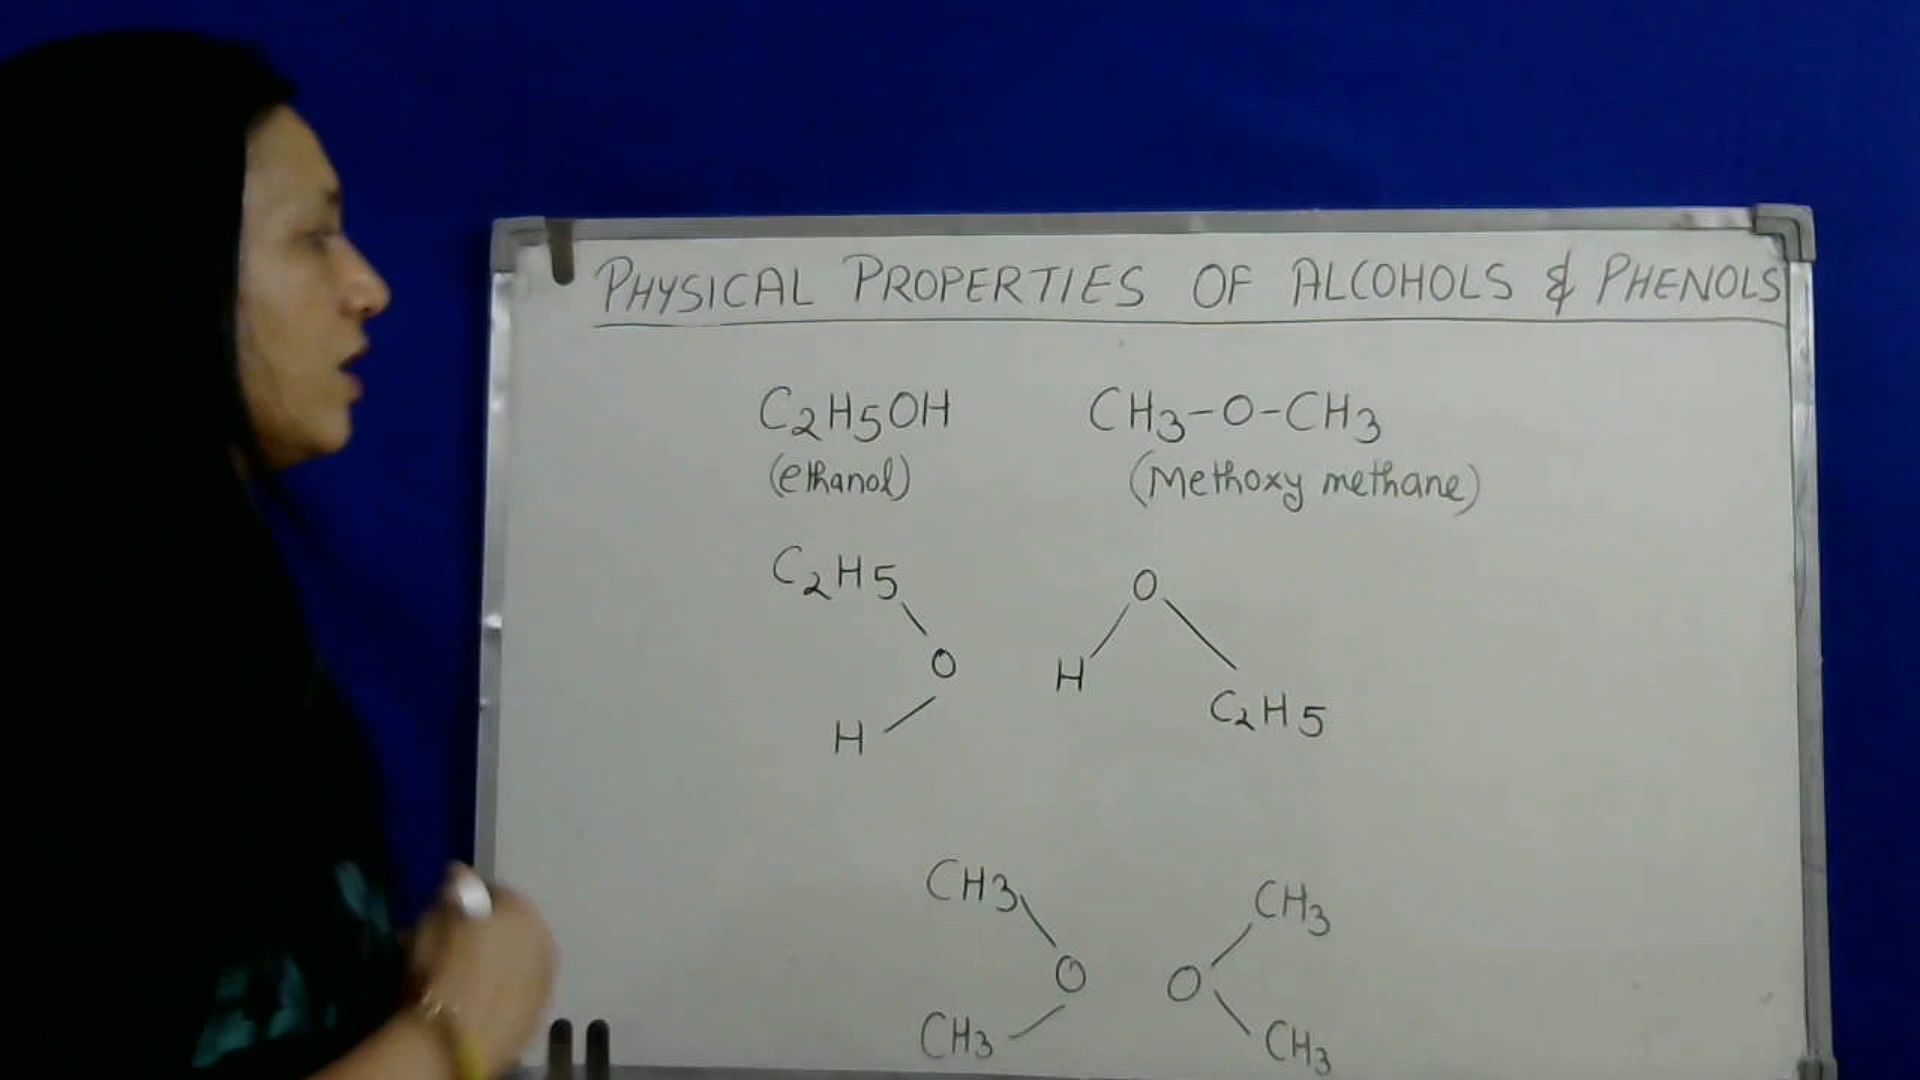 PHYSICAL PROPERTIES OF ALCOHOLS & PHENOLS
C2H5OH CH3-O-CH3
(ethanol) (Methoxy methane)
C2H5 O
O H
H C2H5
CH3 CH3
O O
CH3 CH3